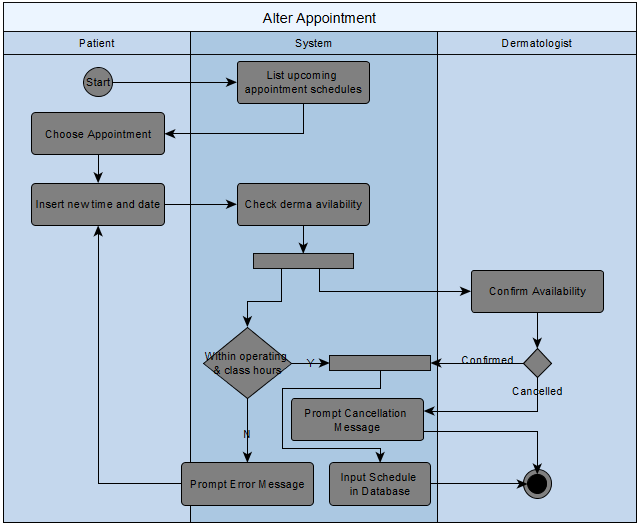 Alter Appointment
Patient
System
Dermatologist
Start
List upcoming
appointment schedules
Choose Appointment
Insert new time and date
Check derma avilability
Confirm Availability
Within operating
& class hours
Y
Confirmed
Cancelled
Prompt Cancellation
Message
N
Prompt Error Message
Input Schedule
in Database